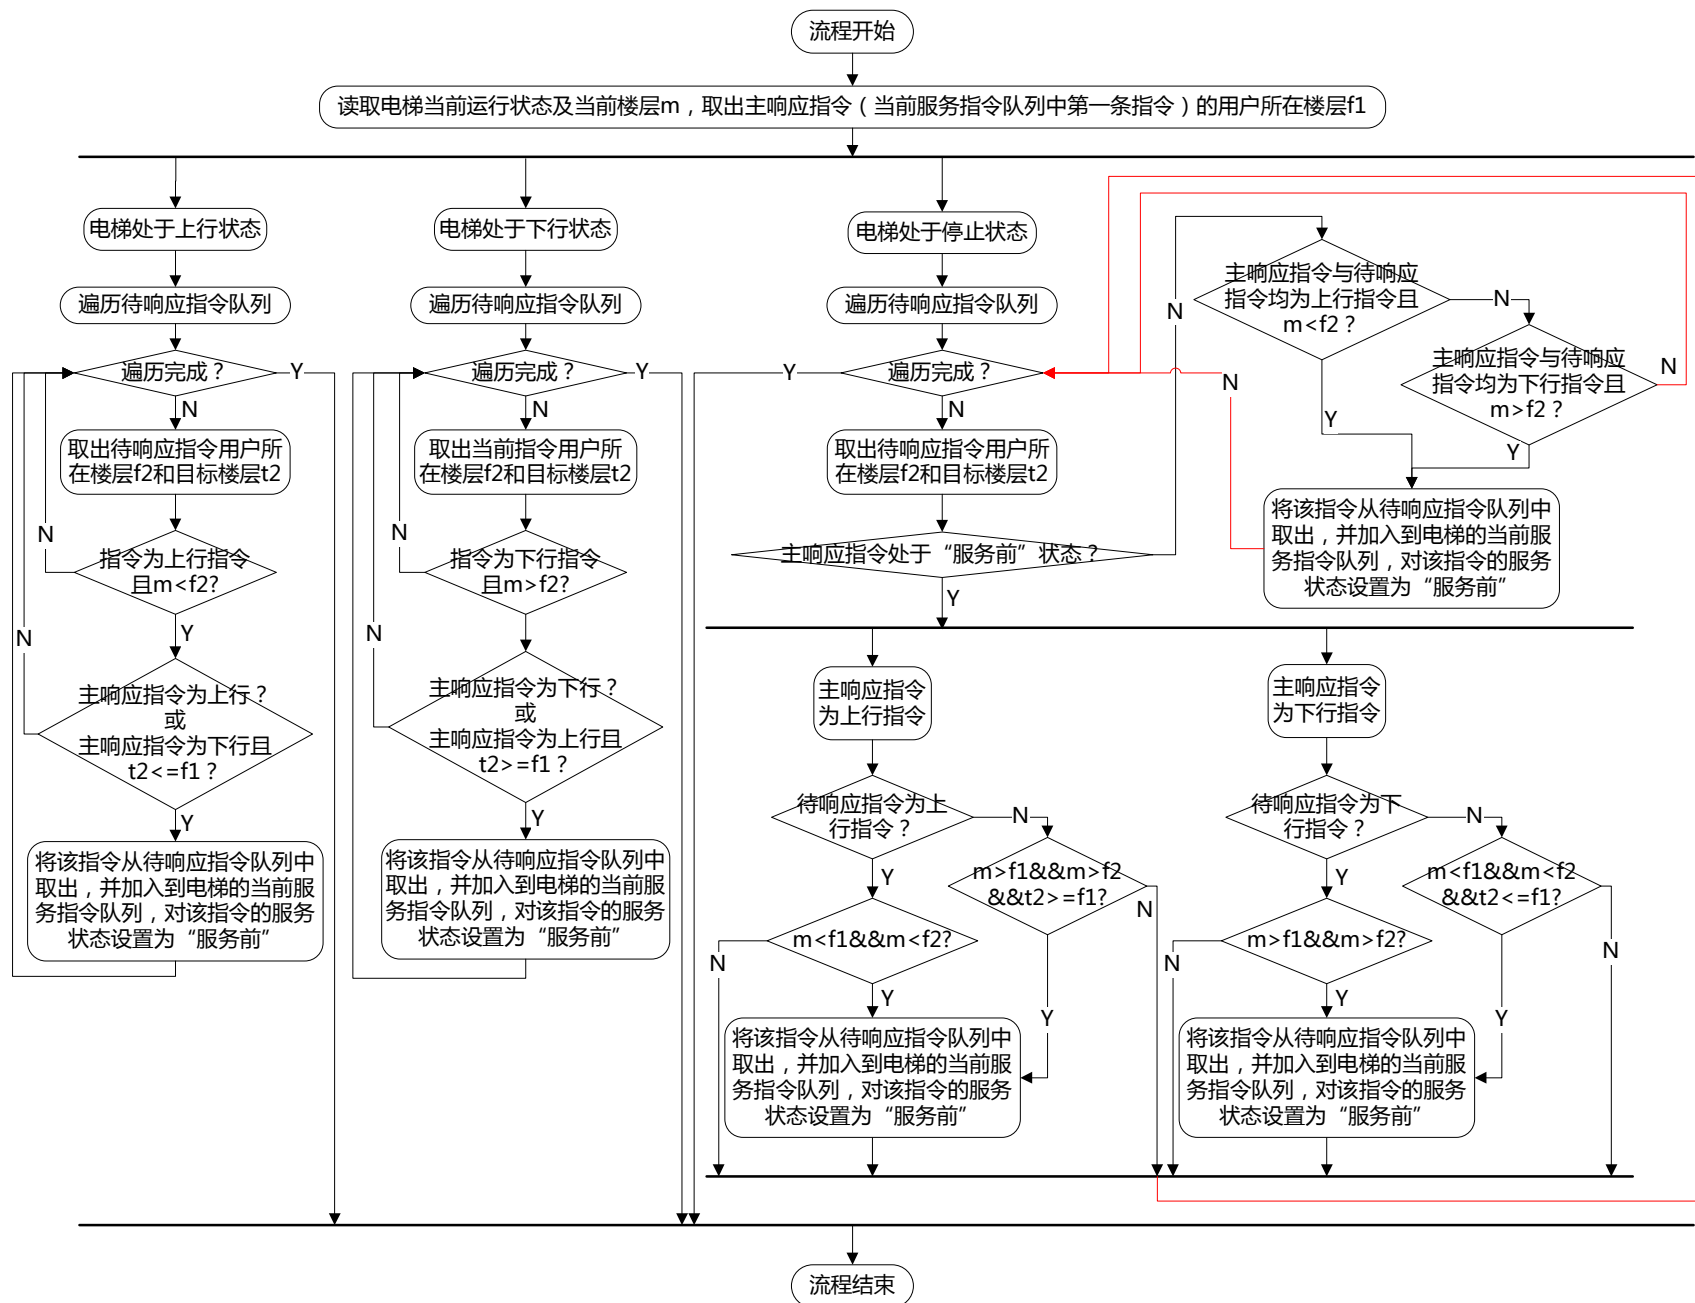 流程开始
读取电梯当前运行状态及当前楼层m，取出主响应指令（当前服务指令队列中第一条指令）的用户所在楼层f1
电梯处于上行状态
遍历待响应指令队列
遍历完成？
Y
N
取出待响应指令用户所
在楼层f2和目标楼层t2
N
指令为上行指令
且m<f2?
Y
N
主响应指令为上行？
或
主响应指令为下行且
t2<=f1？
Y
将该指令从待响应指令队列中
取出，并加入到电梯的当前服
务指令队列，对该指令的服务
状态设置为“服务前”
电梯处于下行状态
遍历待响应指令队列
遍历完成？
Y
N
取出当前指令用户所
在楼层f2和目标楼层t2
N
指令为下行指令
且m>f2?
Y
N
主响应指令为下行？
或
主响应指令为上行且
t2>=f1？
Y
将该指令从待响应指令队列中
取出，并加入到电梯的当前服
务指令队列，对该指令的服务
状态设置为“服务前”
电梯处于停止状态
遍历待响应指令队列
Y
遍历完成？
N
取出待响应指令用户所
在楼层f2和目标楼层t2
主响应指令处于“服务前”状态？
N
Y
主响应指令与待响应
指令均为上行指令且
m<f2？
N
Y
主响应指令与待响应
指令均为下行指令且
m>f2？
N
Y
N
将该指令从待响应指令队列中
取出，并加入到电梯的当前服
务指令队列，对该指令的服务
状态设置为“服务前”
主响应指令
为上行指令
待响应指令为上
行指令？
N
Y
m>f1&&m>f2
&&t2>=f1?
N
m<f1&&m<f2?
N
Y
Y
将该指令从待响应指令队列中
取出，并加入到电梯的当前服
务指令队列，对该指令的服务
状态设置为“服务前”
主响应指令
为下行指令
待响应指令为下
行指令？
N
Y
m<f1&&m<f2
&&t2<=f1?
N
m>f1&&m>f2?
N
Y
Y
将该指令从待响应指令队列中
取出，并加入到电梯的当前服
务指令队列，对该指令的服务
状态设置为“服务前”
流程结束